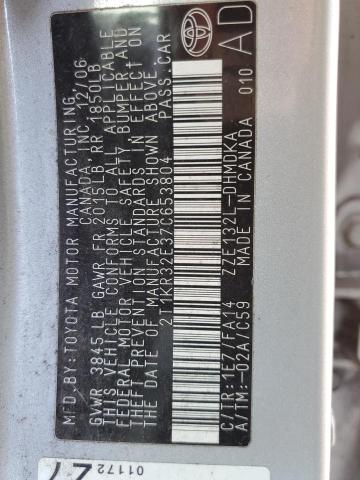 MFD.BY:TOYOTA MOTOR MANUFACTURING,
CANADA,INC. 12/06
GVWR 3845 LB GAWR FR 2015 LB RR 1850 LB
THIS VEHICLE CONFORMS TO ALL APPLICABLE
FEDERAL MOTOR VEHICLE SAFETY,BUMPER,AND
THEFT PREVENTION STANDARDS IN EFFECT ON
THE DATE OF MANUFACTURE SHOWN ABOVE.
2T1KR32E37C653804 PASS.CAR
C/TR:1E7/FA14 ZZE132L-DHMDKA
A/TM:-02A/C59 MADE IN CANADA 010
AD
01172